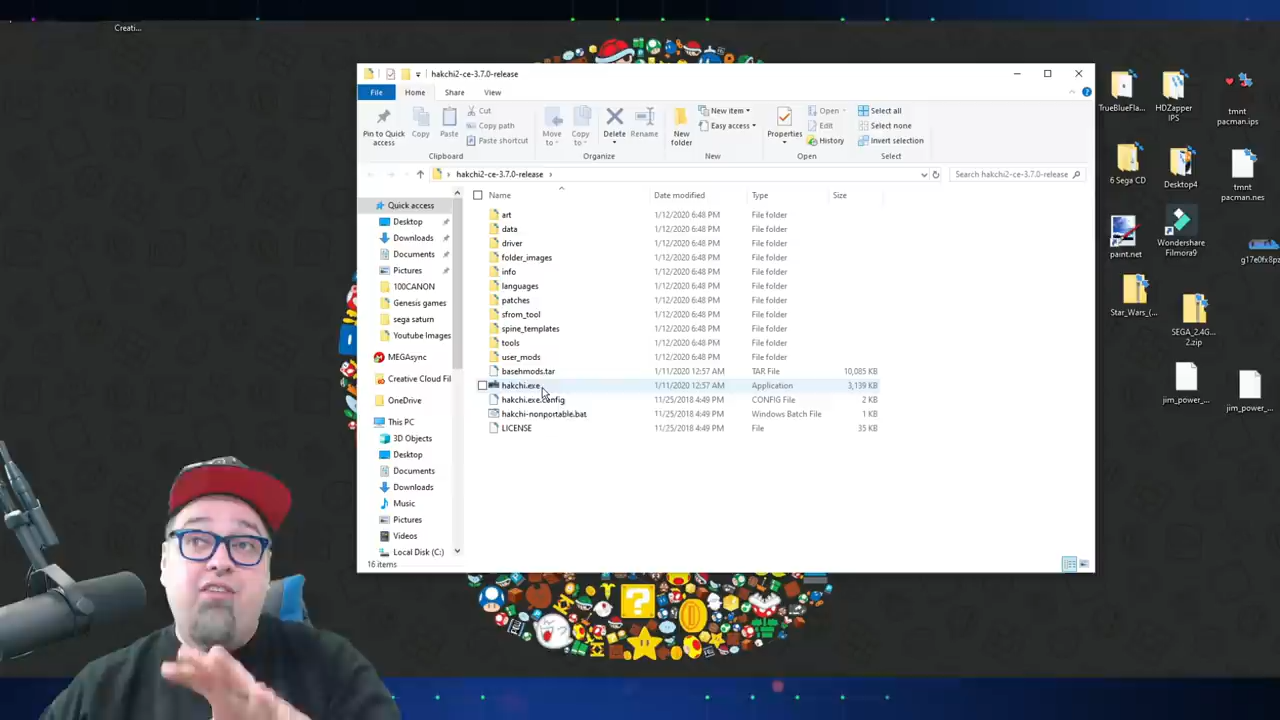 Creati...
hakchi2-ce-3.7.0-release
File
Home
Share
View
Pin to Quick access
Copy
Paste
Cut
Copy path
Paste shortcut
Clipboard
Move to
Copy to
Delete
Rename
Organize
New folder
New item
Easy access
New
Properties
Open
Edit
History
Open
Select all
Select none
Invert selection
Select
hakchi2-ce-3.7.0-release
Search hakchi2-ce-3.7.0-release
Quick access
Desktop
Downloads
Documents
Pictures
100CANON
Genesis games
sega saturn
Youtube Images
MEGAsync
Creative Cloud Fil
OneDrive
This PC
3D Objects
Desktop
Documents
Downloads
Music
Pictures
Videos
Local Disk (C:)
Name Date modified Type Size
art 1/12/2020 6:48 PM File folder
data 1/12/2020 6:48 PM File folder
driver 1/12/2020 6:48 PM File folder
folder_images 1/12/2020 6:48 PM File folder
info 1/12/2020 6:48 PM File folder
languages 1/12/2020 6:48 PM File folder
patches 1/12/2020 6:48 PM File folder
sfrom_tool 1/12/2020 6:48 PM File folder
spine_templates 1/12/2020 6:48 PM File folder
tools 1/12/2020 6:48 PM File folder
user_mods 1/12/2020 6:48 PM File folder
basehmods.tar 1/11/2020 12:57 AM TAR File 10,085 KB
hakchi.exe 1/11/2020 12:57 AM Application 3,139 KB
hakchi.exe.config 11/25/2018 4:49 PM CONFIG File 2 KB
hakchi-nonportable.bat 11/25/2018 4:49 PM Windows Batch File 1 KB
LICENSE 11/25/2018 4:49 PM File 35 KB
16 items
TrueBlueFla...
HDZapper IPS
tmnt pacman.ips
6 Sega CD
Desktop4
tmnt pacman.nes
paint.net
Wondershare Filmora9
g17e0fx8pz
Star_Wars_(...
SEGA_2.4G... 2.zip
jim_power_...
jim_power_...
?